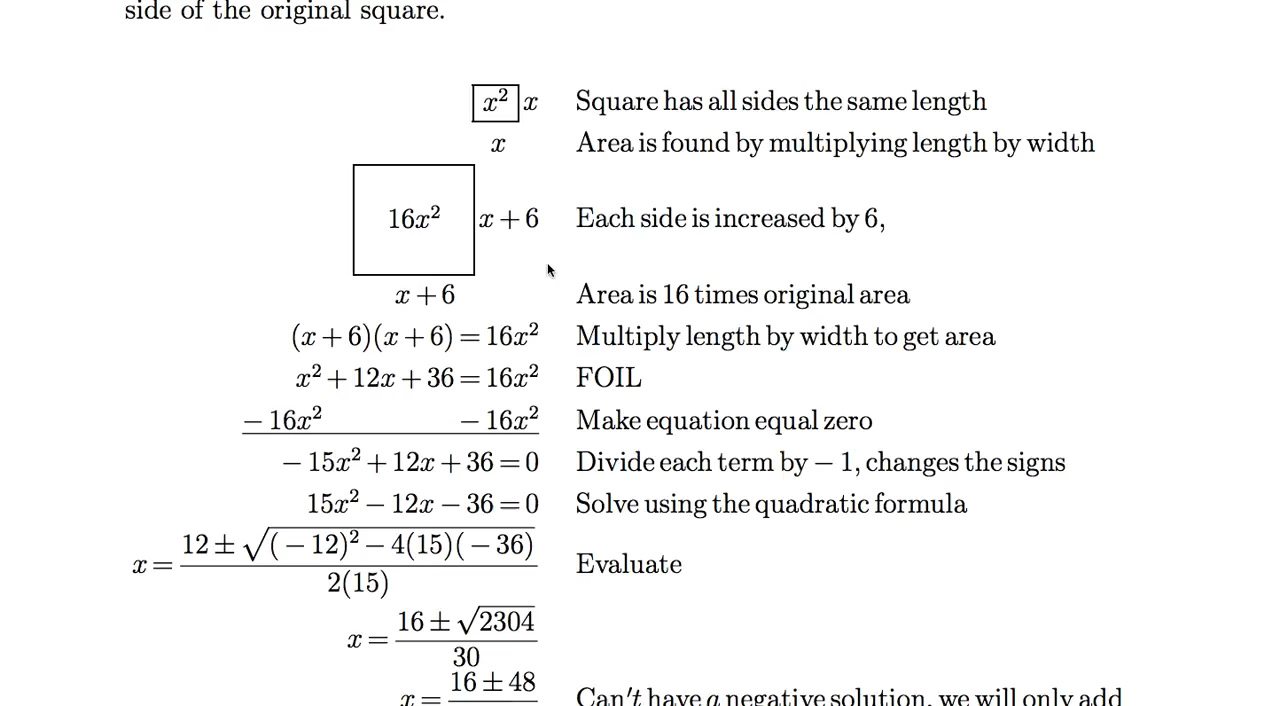 side of the original square.
x² x Square has all sides the same length
x Area is found by multiplying length by width
16x² x + 6 Each side is increased by 6,
x + 6 Area is 16 times original area
(x + 6)(x + 6) = 16x² Multiply length by width to get area
x² + 12x + 36 = 16x² FOIL
− 16x² − 16x² Make equation equal zero
− 15x² + 12x + 36 = 0 Divide each term by − 1, changes the signs
15x² − 12x − 36 = 0 Solve using the quadratic formula
x = (12 ± √((− 12)² − 4(15)(− 36))) / 2(15) Evaluate
x = (16 ± √2304) / 30
x = 16 ± 48 Can't have a negative solution, we will only add